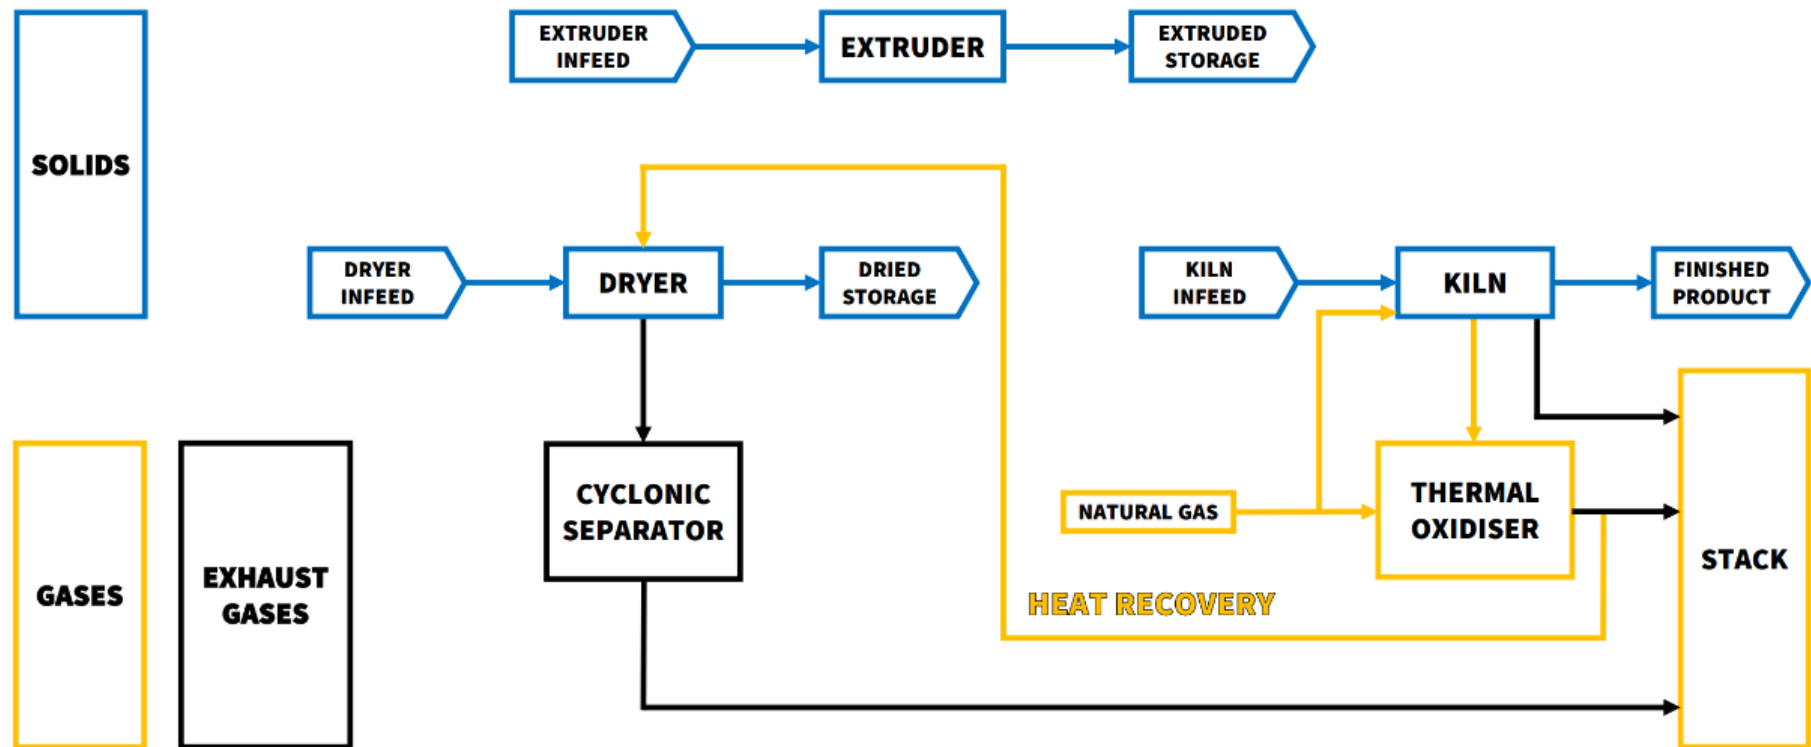 EXTRUDER
INFEED
EXTRUDER
EXTRUDED
STORAGE
SOLIDS
DRYER
INFEED
DRYER
DRIED
STORAGE
KILN
INFEED
KILN
FINISHED
PRODUCT
GASES
EXHAUST
GASES
CYCLONIC
SEPARATOR
NATURAL GAS
THERMAL
OXIDISER
STACK
HEAT RECOVERY